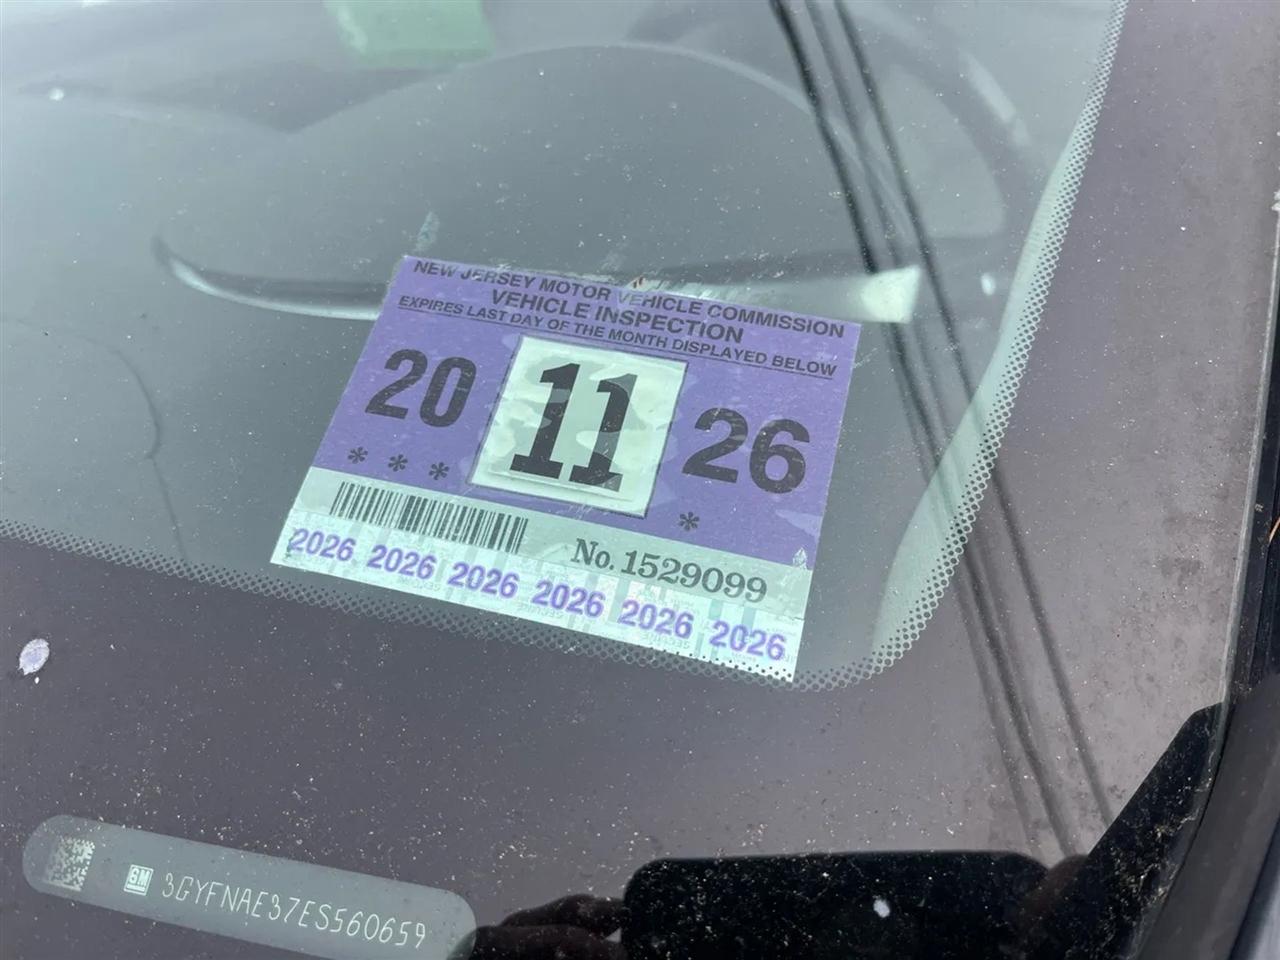 NEW JERSEY MOTOR VEHICLE COMMISSION
VEHICLE INSPECTION
EXPIRES LAST DAY OF THE MONTH DISPLAYED BELOW
20 11 26
* * * *
No. 1529099
2026 2026 2026 2026 2026 2026
GM 3GYFNAE37ES560659